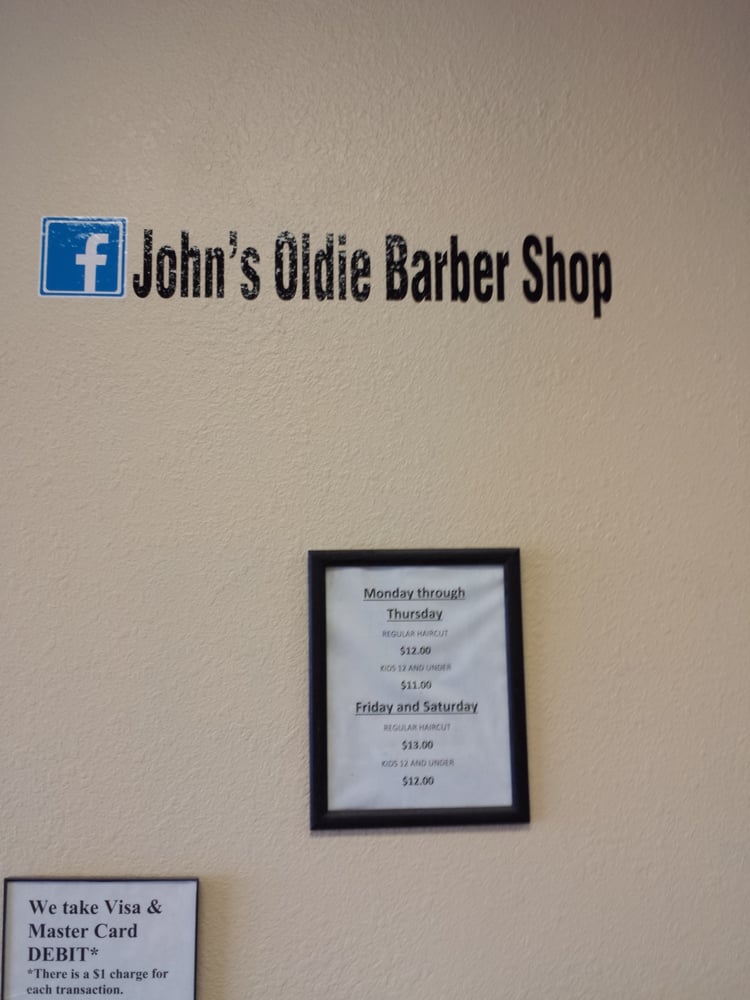 f John's Oldie Barber Shop
Monday through
Thursday
REGULAR HAIRCUT
$12.00
KIDS 12 AND UNDER
$11.00
Friday and Saturday
REGULAR HAIRCUT
$13.00
KIDS 12 AND UNDER
$12.00
We take Visa &
Master Card
DEBIT*
*There is a $1 charge for
each transaction.